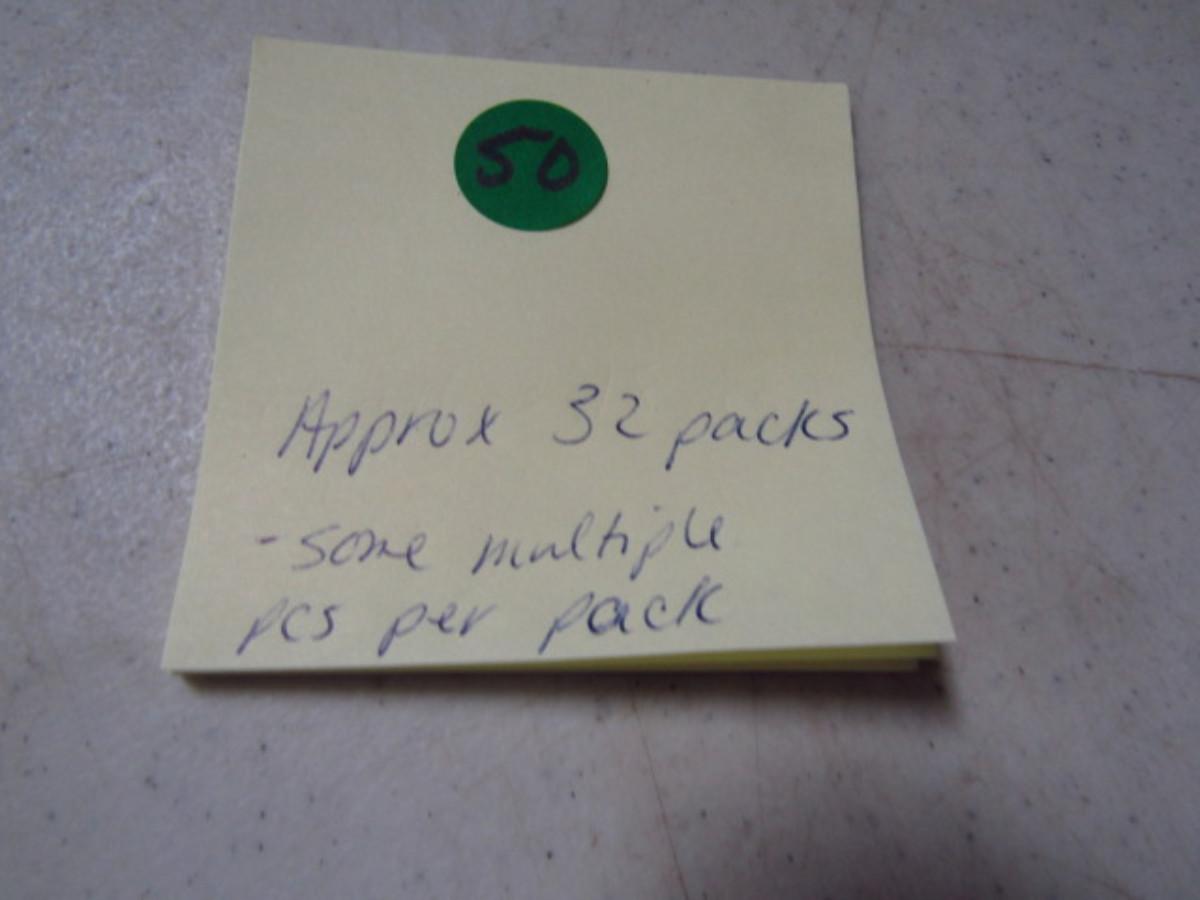 50
Approx 32 packs
- some multiple
pcs per pack